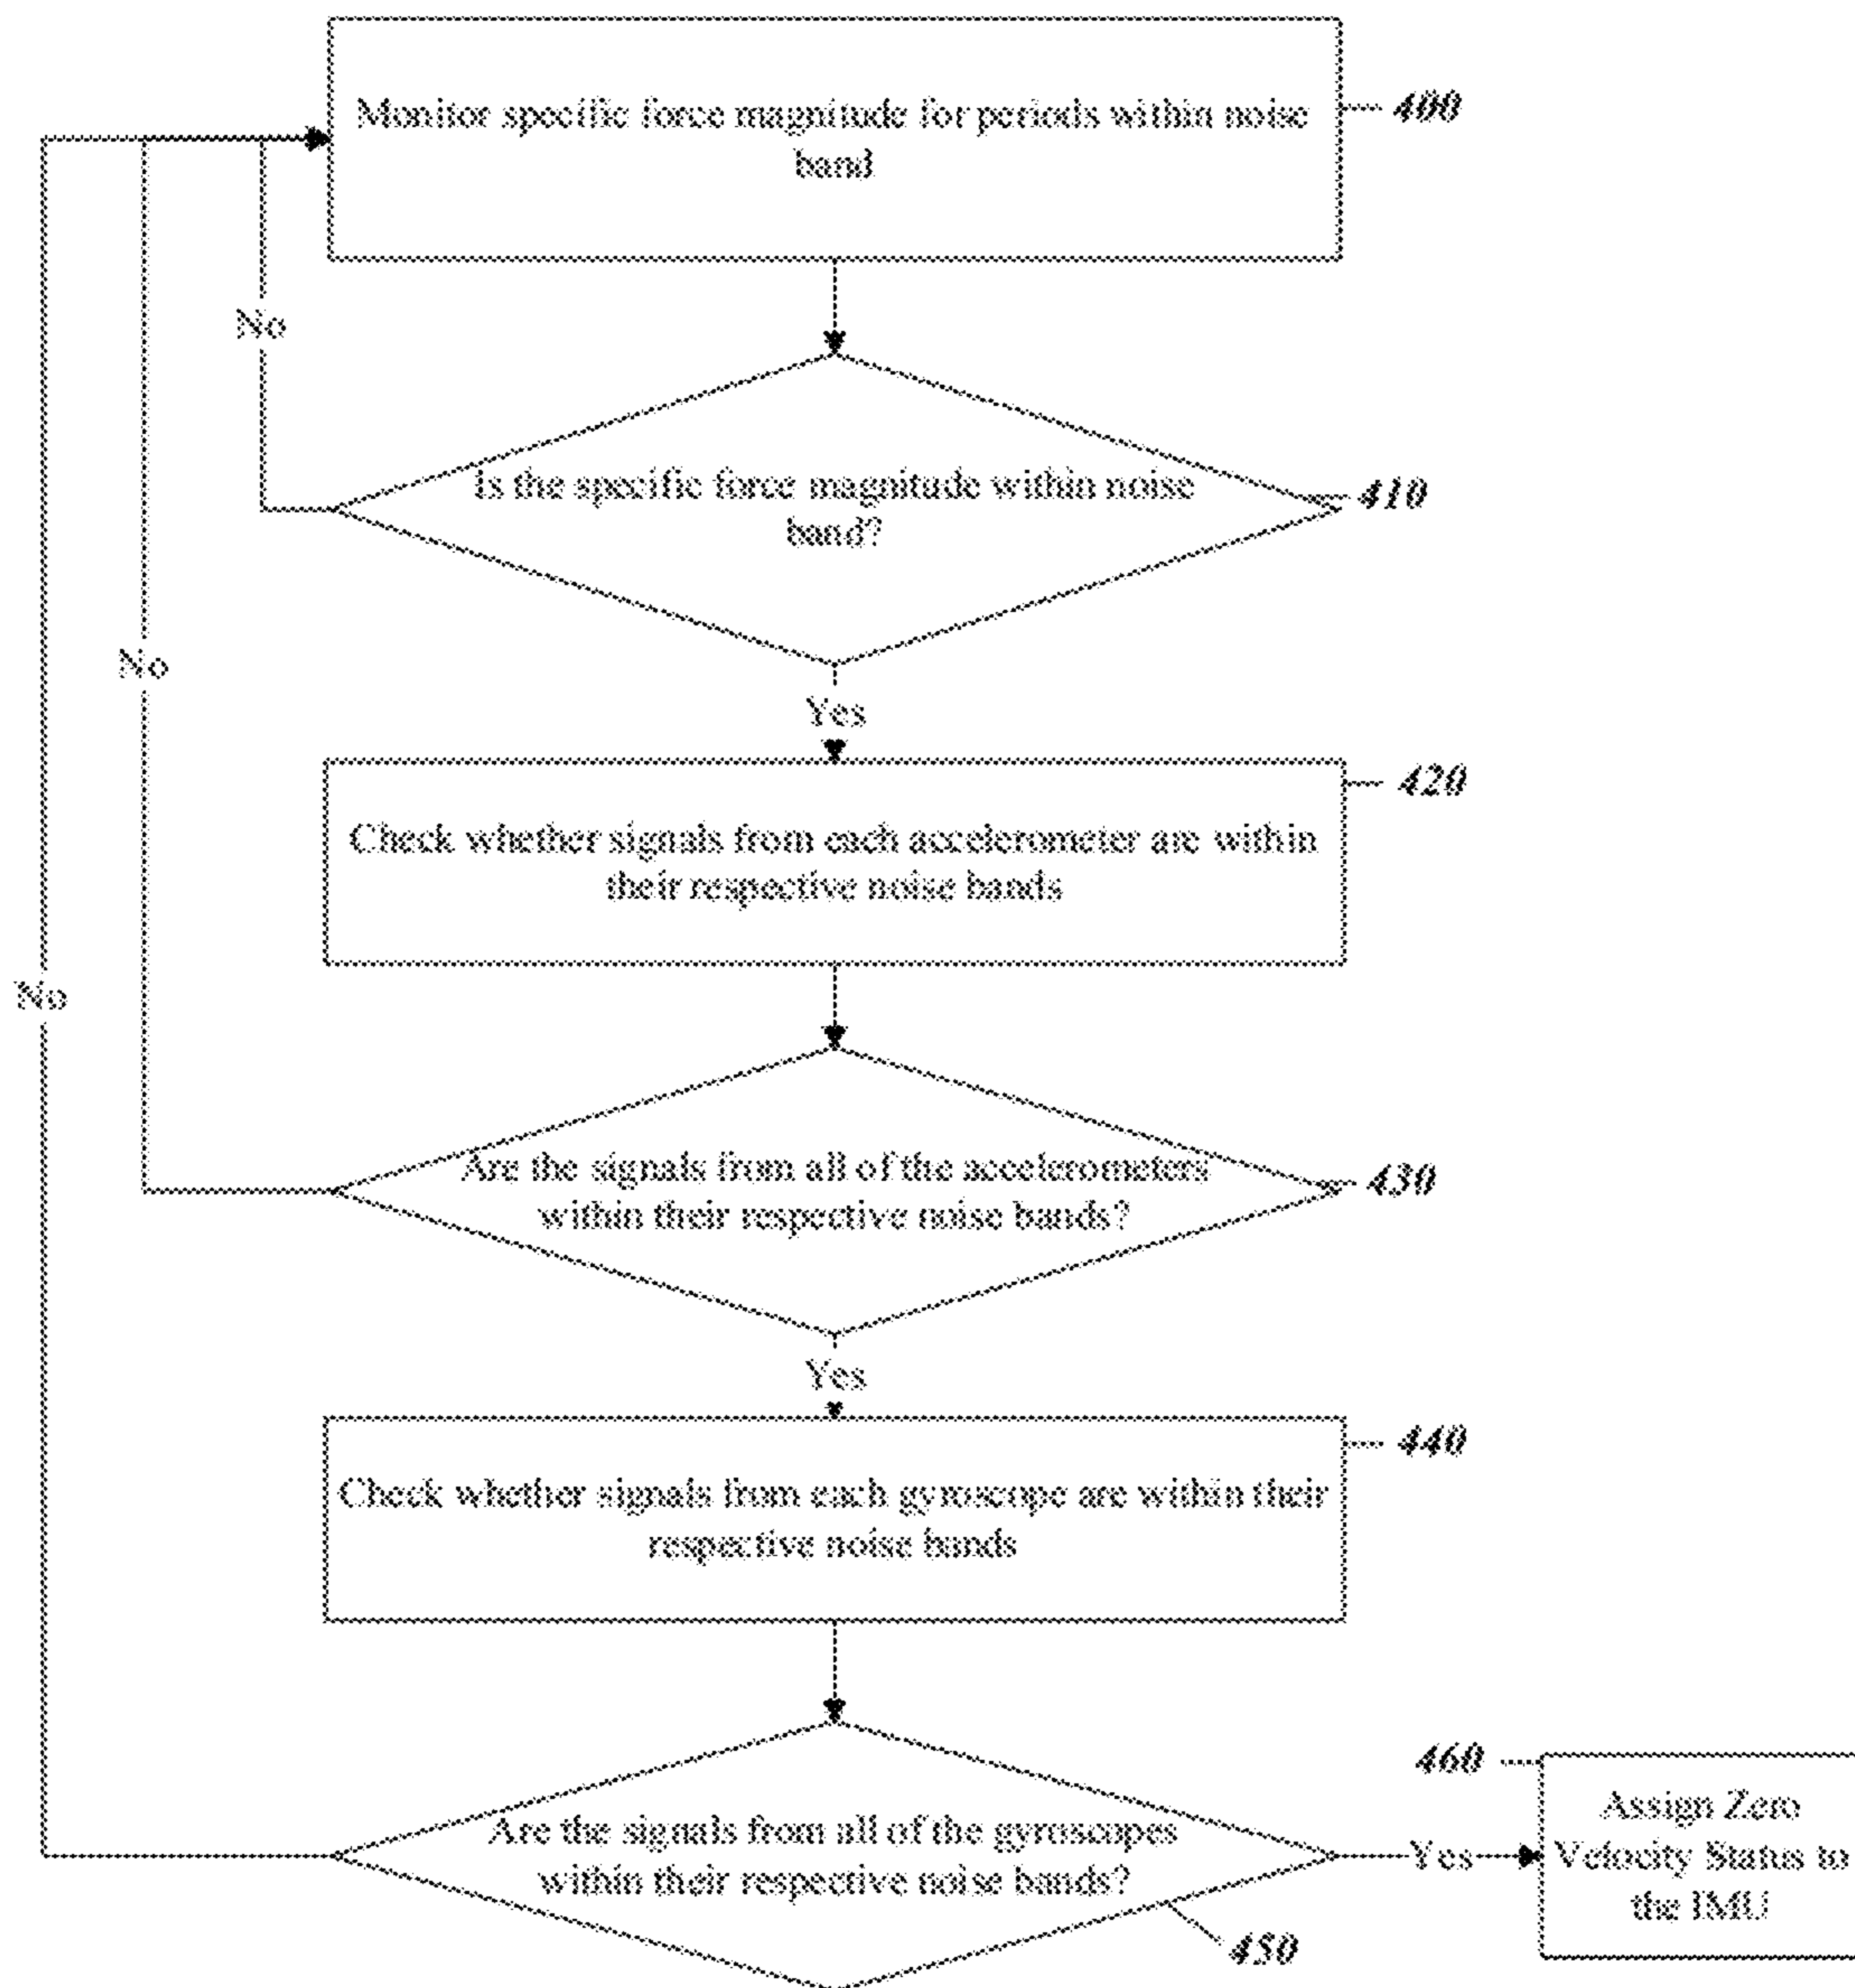 Monitor specific force magnitude for periods within noise
band
400
No
Is the specific force magnitude within noise
band?
410
No
Yes
420
Check whether signals from each accelerometer are within
their respective noise bands
No
Are the signals from all of the accelerometers
within their respective noise bands?
430
Yes
440
Check whether signals from each gyroscope are within their
respective noise bands
460
Assign Zero
Velocity Status to
the IMU
Are the signals from all of the gyroscopes
within their respective noise bands?
Yes
450